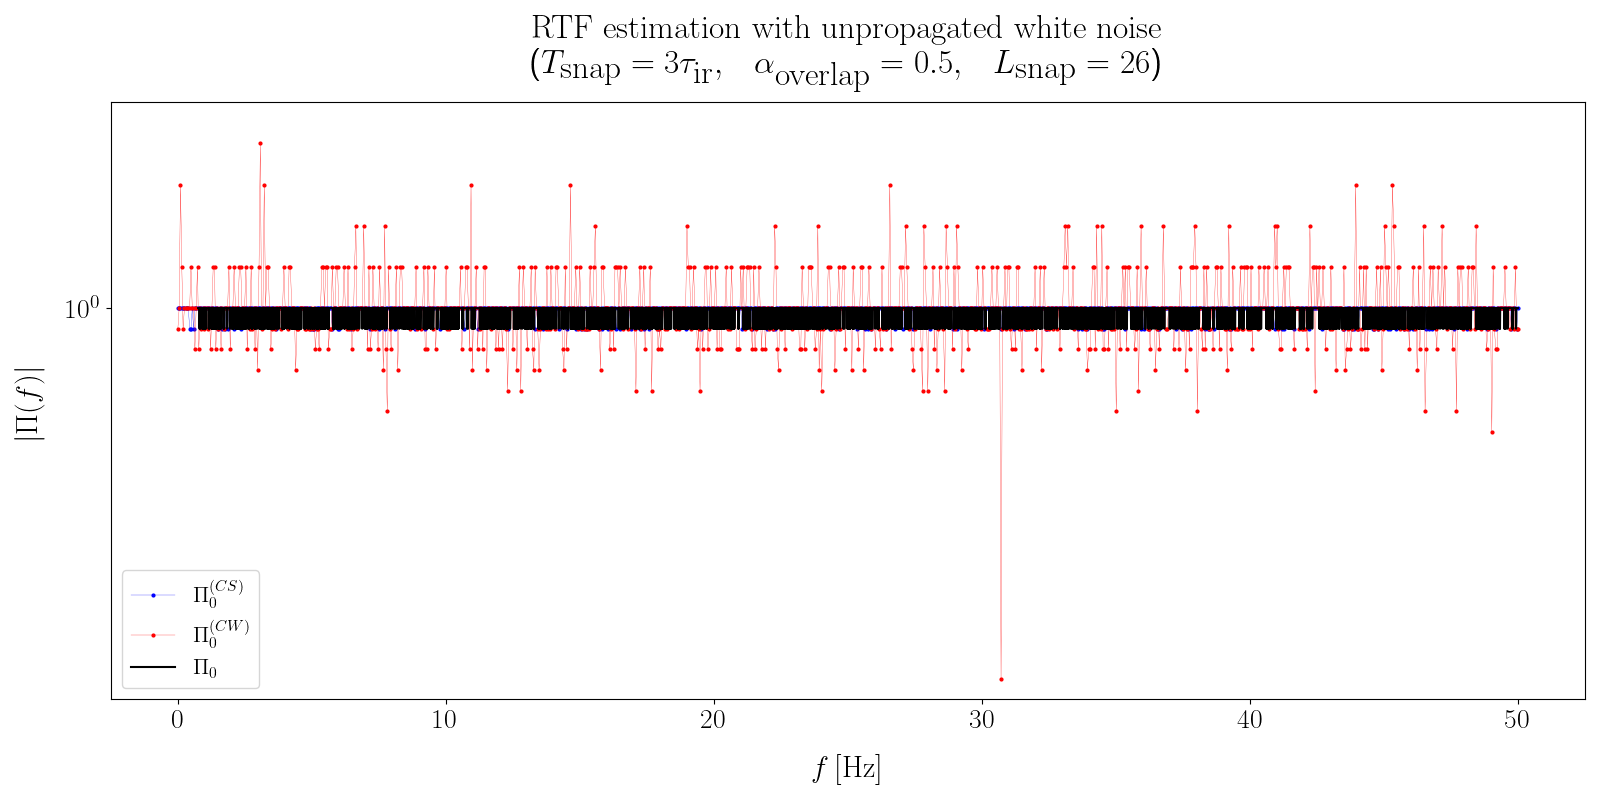 RTF estimation with unpropagated white noise
(T_snap = 3τ_ir, α_overlap = 0.5, L_snap = 26)
10^0
|Π(f)|
Π_0^(CS)
Π_0^(CW)
Π_0
0 10 20 30 40 50
f [Hz]